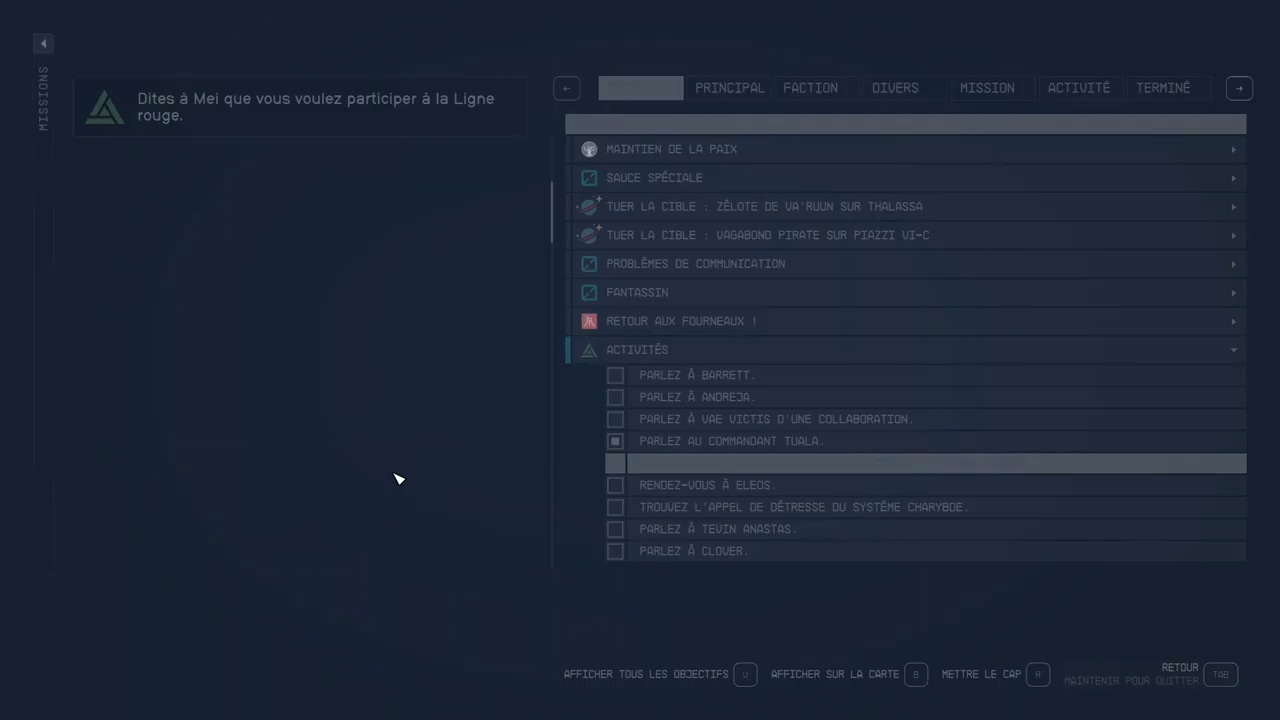 MISSIONS
Dites à Mei que vous voulez participer à la Ligne
rouge.
PRINCIPAL
FACTION
DIVERS
MISSION
ACTIVITÉ
TERMINÉ
MAINTIEN DE LA PAIX
SAUCE SPÉCIALE
TUER LA CIBLE : ZÉLOTE DE VA'RUUN SUR THALASSA
TUER LA CIBLE : VAGABOND PIRATE SUR PIAZZI VI-C
PROBLÈMES DE COMMUNICATION
FANTASSIN
RETOUR AUX FOURNEAUX !
ACTIVITÉS
PARLEZ À BARRETT.
PARLEZ À ANDREJA.
PARLEZ À VAE VICTIS D'UNE COLLABORATION.
PARLEZ AU COMMANDANT TUALA.
RENDEZ-VOUS À ELEOS.
TROUVEZ L'APPEL DE DÉTRESSE DU SYSTÈME CHARYBDE.
PARLEZ À TEVIN ANASTAS.
PARLEZ À CLOVER.
AFFICHER TOUS LES OBJECTIFS U
AFFICHER SUR LA CARTE B
METTRE LE CAP R
RETOUR
MAINTENIR POUR QUITTER TAB